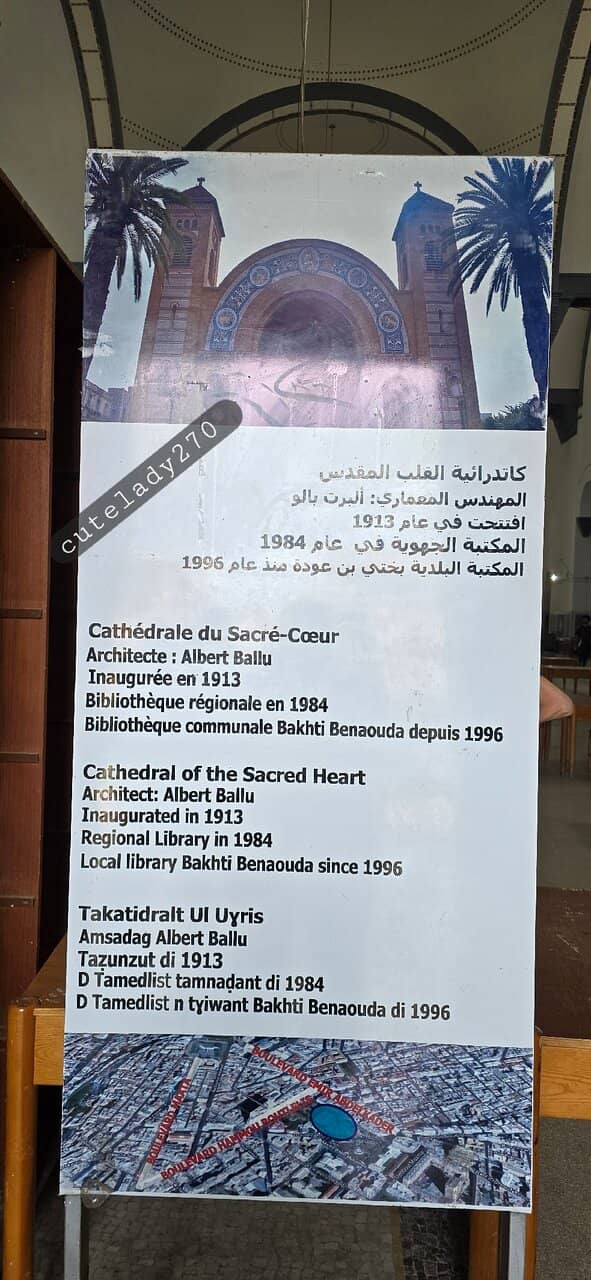 cutelady270
كاتدرائية القلب المقدس
المهندس المعماري: ألبرت بالو
افتتحت في عام 1913
المكتبة الجهوية في عام 1984
المكتبة البلدية بختي بن عودة منذ عام 1996
Cathédrale du Sacré-Cœur
Architecte : Albert Ballu
Inaugurée en 1913
Bibliothèque régionale en 1984
Bibliothèque communale Bakhti Benaouda depuis 1996
Cathedral of the Sacred Heart
Architect: Albert Ballu
Inaugurated in 1913
Regional Library in 1984
Local library Bakhti Benaouda since 1996
Takatidralt Ul Uɣris
Amsadag Albert Ballu
Taẓunzut di 1913
D Tamedlist tamnaḍant di 1984
D Tamedlist n tɣiwant Bakhti Benaouda di 1996
BOULEVARD EMIR ABDELKADER
BOULEVARD
BOULEVARD HAMMOU BOUTLELIS